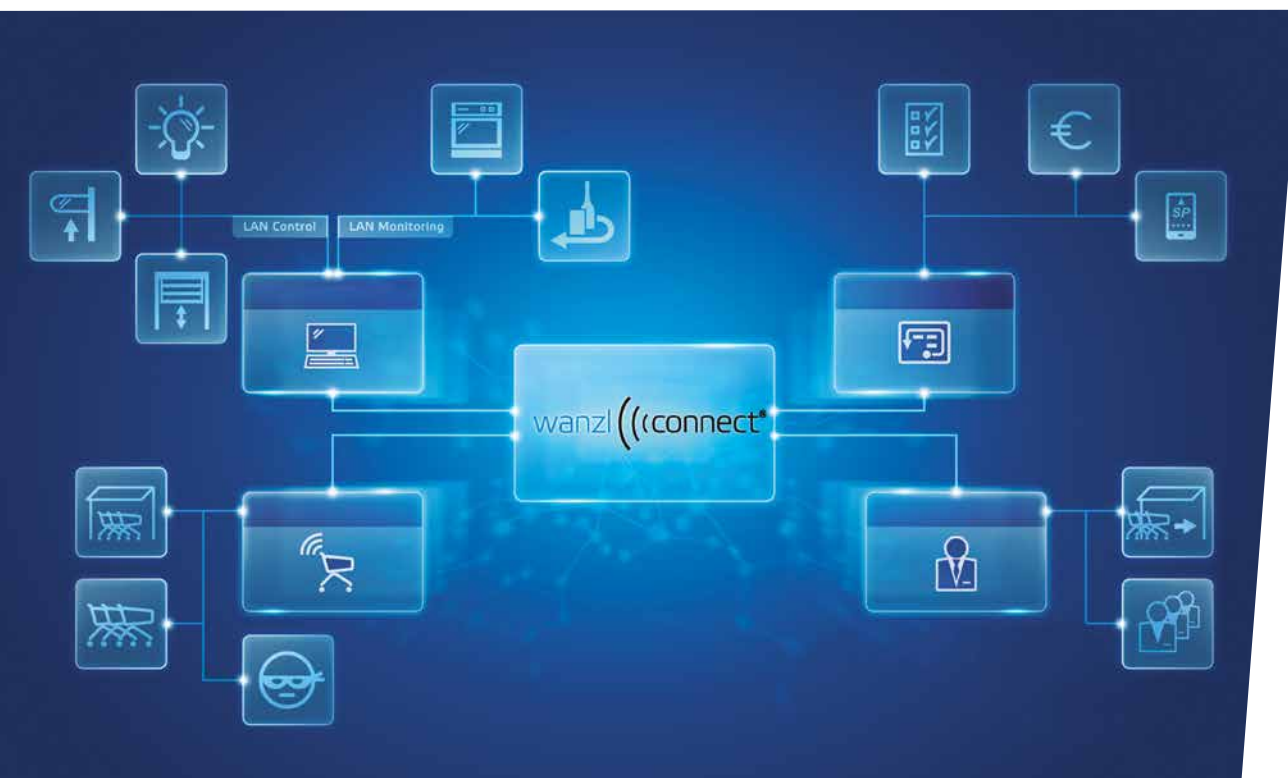 LAN Control
LAN Monitoring
€
SP
wanzl (((connect®